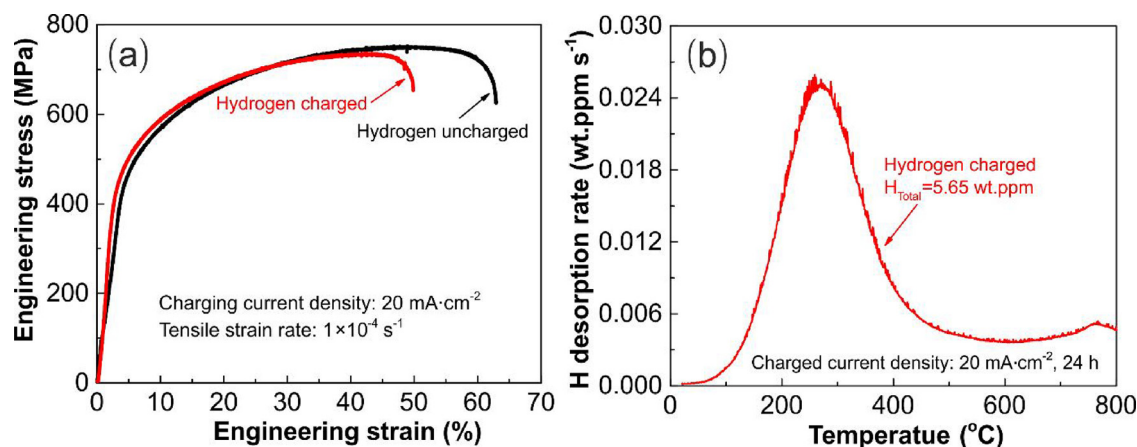 (a)
Engineering stress (MPa)
800
600
400
200
0
Hydrogen charged
Hydrogen uncharged
Charging current density: 20 mA·cm⁻²
Tensile strain rate: 1×10⁻⁴ s⁻¹
0 10 20 30 40 50 60 70
Engineering strain (%)
(b)
H desorption rate (wt.ppm s⁻¹)
0.030
0.024
0.018
0.012
0.006
0.000
Hydrogen charged
H_Total=5.65 wt.ppm
Charged current density: 20 mA·cm⁻², 24 h
0 200 400 600 800
Temperatue (°C)